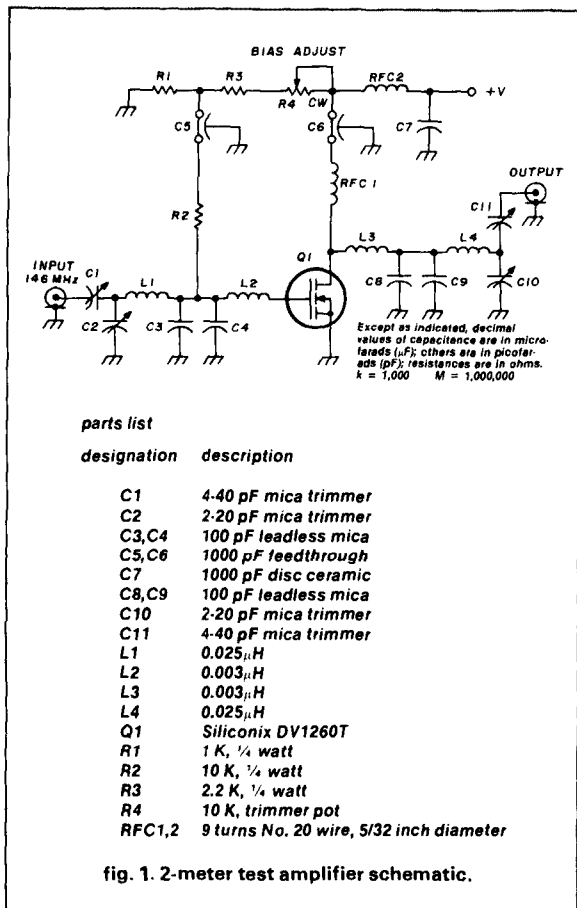 BIAS ADJUST
R1
R3
R4
CW
RFC2
+V
C5
C6
C7
RFC1
OUTPUT
C11
R2
Q1
L3
L4
INPUT
146 MHz
C1
L1
L2
C8
C9
C10
C2
C3
C4
Except as indicated, decimal
values of capacitance are in micro-
farads (µF); others are in picofar-
ads (pF); resistances are in ohms.
k = 1,000 M = 1,000,000
parts list
designation description
C1 4-40 pF mica trimmer
C2 2-20 pF mica trimmer
C3,C4 100 pF leadless mica
C5,C6 1000 pF feedthrough
C7 1000 pF disc ceramic
C8,C9 100 pF leadless mica
C10 2-20 pF mica trimmer
C11 4-40 pF mica trimmer
L1 0.025µH
L2 0.003µH
L3 0.003µH
L4 0.025µH
Q1 Siliconix DV1260T
R1 1 K, ¼ watt
R2 10 K, ¼ watt
R3 2.2 K, ¼ watt
R4 10 K, trimmer pot
RFC1,2 9 turns No. 20 wire, 5/32 inch diameter
fig. 1. 2-meter test amplifier schematic.